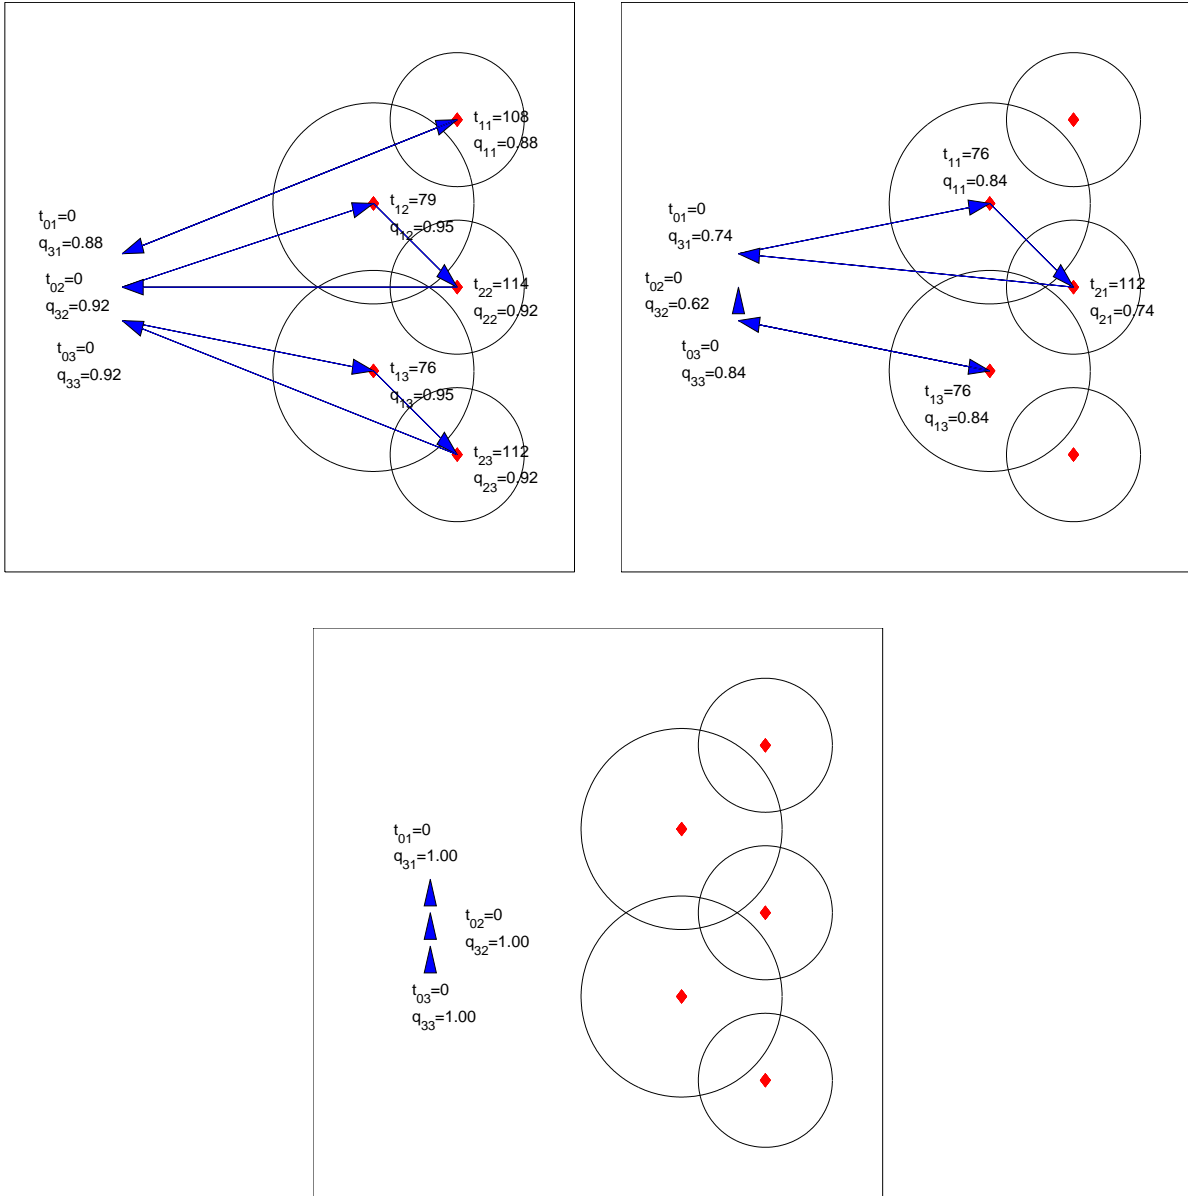 t11=108
q11=0.88
t12=79
q12=0.95
t01=0
q31=0.88
t02=0
q32=0.92
t22=114
q22=0.92
t03=0
q33=0.92
t13=76
q13=0.95
t23=112
q23=0.92
t11=76
q11=0.84
t01=0
q31=0.74
t02=0
q32=0.62
t21=112
q21=0.74
t03=0
q33=0.84
t13=76
q13=0.84
t01=0
q31=1.00
t02=0
q32=1.00
t03=0
q33=1.00